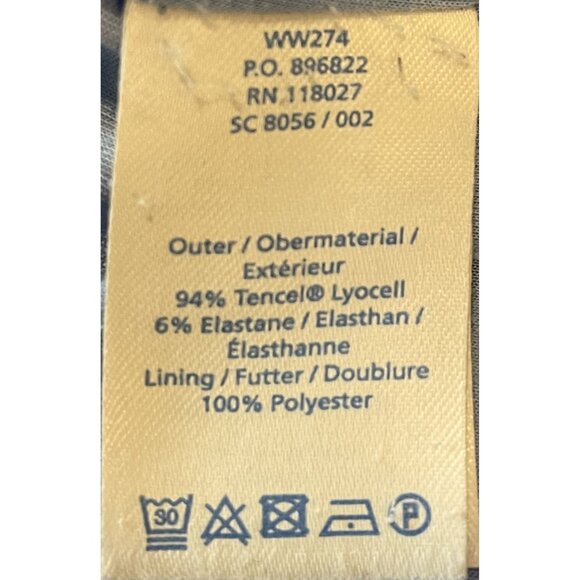 WW274
P.O. 896822
RN 118027
SC 8056 / 002
Outer / Obermaterial /
Extérieur
94% Tencel® Lyocell
6% Elastane / Elasthan /
Élasthanne
Lining / Futter / Doublure
100% Polyester
30 P